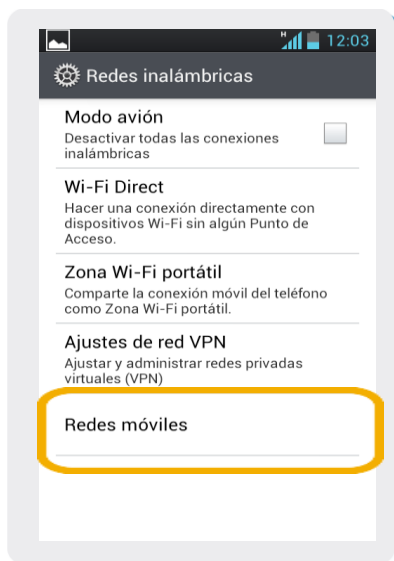 H 12:03
Redes inalámbricas
Modo avión
Desactivar todas las conexiones
inalámbricas
Wi-Fi Direct
Hacer una conexión directamente con
dispositivos Wi-Fi sin algún Punto de
Acceso.
Zona Wi-Fi portátil
Comparte la conexión móvil del teléfono
como Zona Wi-Fi portátil.
Ajustes de red VPN
Ajustar y administrar redes privadas
virtuales (VPN)
Redes móviles